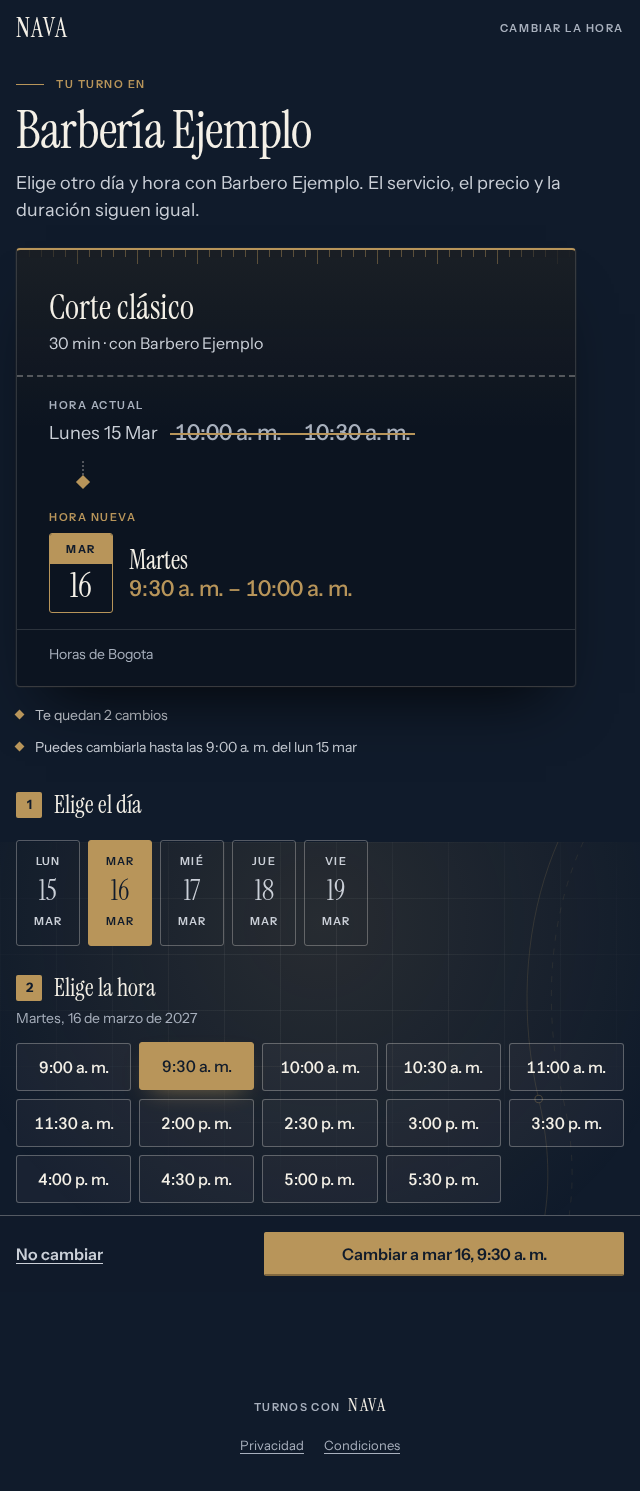 NAVA
CAMBIAR LA HORA
TU TURNO EN
Barbería Ejemplo
Elige otro día y hora con Barbero Ejemplo. El servicio, el precio y la
duración siguen igual.
Corte clásico
30 min · con Barbero Ejemplo
HORA ACTUAL
Lunes 15 Mar 10:00 a. m. – 10:30 a. m.
HORA NUEVA
MAR
16
Martes
9:30 a. m. – 10:00 a. m.
Horas de Bogota
Te quedan 2 cambios
Puedes cambiarla hasta las 9:00 a. m. del lun 15 mar
1 Elige el día
LUN MAR MIÉ JUE VIE
15 16 17 18 19
MAR MAR MAR MAR MAR
2 Elige la hora
Martes, 16 de marzo de 2027
9:00 a. m. 9:30 a. m. 10:00 a. m. 10:30 a. m. 11:00 a. m.
11:30 a. m. 2:00 p. m. 2:30 p. m. 3:00 p. m. 3:30 p. m.
4:00 p. m. 4:30 p. m. 5:00 p. m. 5:30 p. m.
No cambiar Cambiar a mar 16, 9:30 a. m.
TURNOS CON NAVA
Privacidad Condiciones